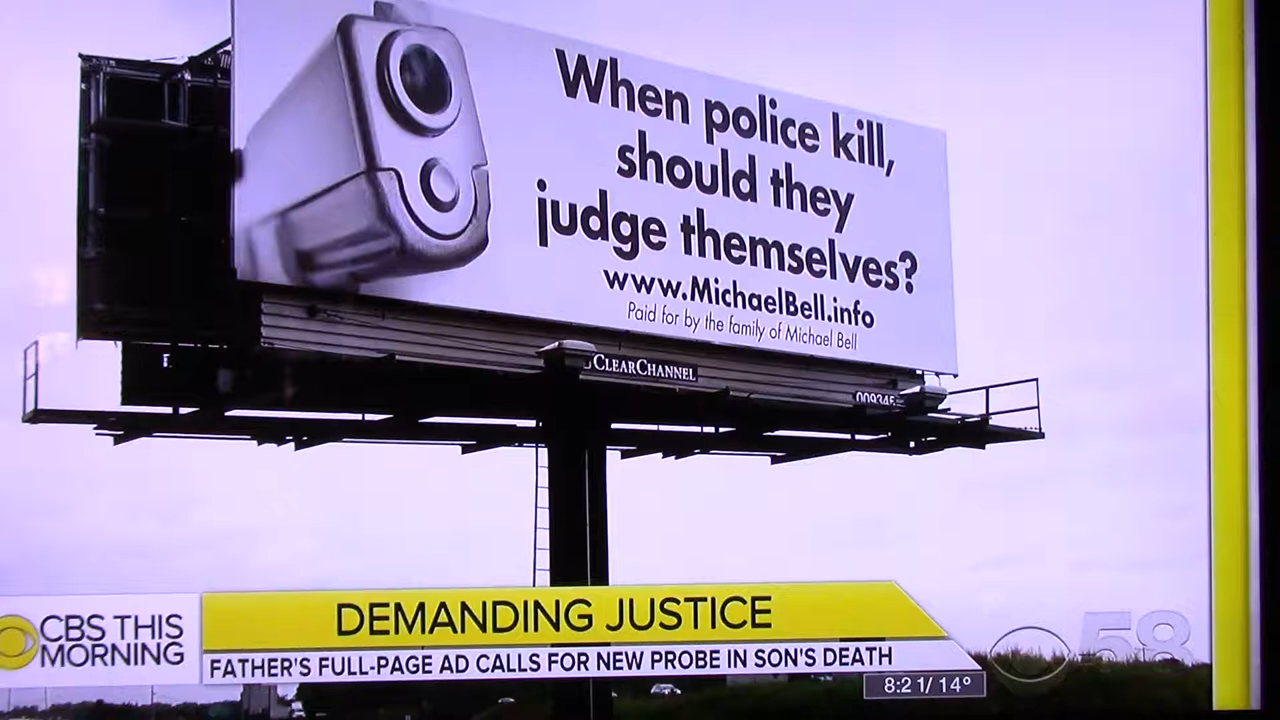 When police kill,
should they
judge themselves?
www.MichaelBell.info
Paid for by the family of Michael Bell
CLEARCHANNEL
009345
CBS THIS
MORNING
DEMANDING JUSTICE
FATHER'S FULL-PAGE AD CALLS FOR NEW PROBE IN SON'S DEATH
58
8:21/ 14°